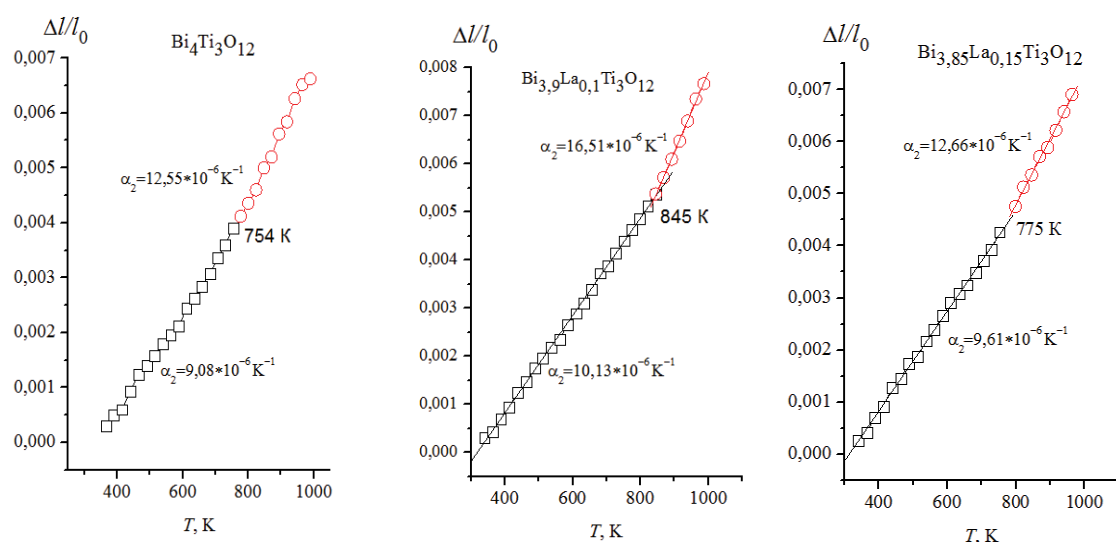 Δl/l₀
Bi₄Ti₃O₁₂
0,007
0,006
0,005
0,004
0,003
0,002
0,001
0,000
α₂=12,55*10⁻⁶K⁻¹
754 K
α₂=9,08*10⁻⁶K⁻¹
400 600 800 1000
T, K
Δl/l₀
Bi₃,₉La₀,₁Ti₃O₁₂
0,008
0,007
0,006
0,005
0,004
0,003
0,002
0,001
0,000
α₂=16,51*10⁻⁶K⁻¹
845 K
α₂=10,13*10⁻⁶K⁻¹
400 600 800 1000
T, K
Δl/l₀
Bi₃,₈₅La₀,₁₅Ti₃O₁₂
0,007
0,006
0,005
0,004
0,003
0,002
0,001
0,000
α₂=12,66*10⁻⁶K⁻¹
775 K
α₂=9,61*10⁻⁶K⁻¹
400 600 800 1000
T, K